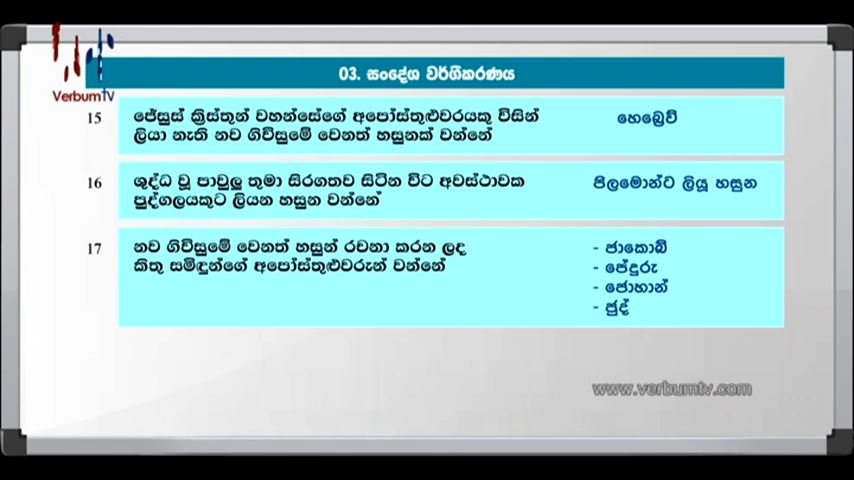 VerbumTV
03. සංදේශ වර්ගීකරණය
15
ජේසුස් ක්‍රිස්තුන් වහන්සේගේ අපෝස්තුළුවරයකු විසින්
ලියා නැති නව ගිවිසුමේ වෙනත් හසුනක් වන්නේ
හෙබ්‍රෙව්
16
ශුද්ධ වූ පාවුලු තුමා සිරගතව සිටින විට අවස්ථාවක
පුද්ගලයකුට ලියන හසුන වන්නේ
පිලමොන්ට ලියූ හසුන
17
නව ගිවිසුමේ වෙනත් හසුන් රචනා කරන ලද
කිතු සමිඳුන්ගේ අපෝස්තුළුවරුන් වන්නේ
- ජාකොබ්
- පේදුරු
- ජොහාන්
- ජුද්
www.verbumtv.com